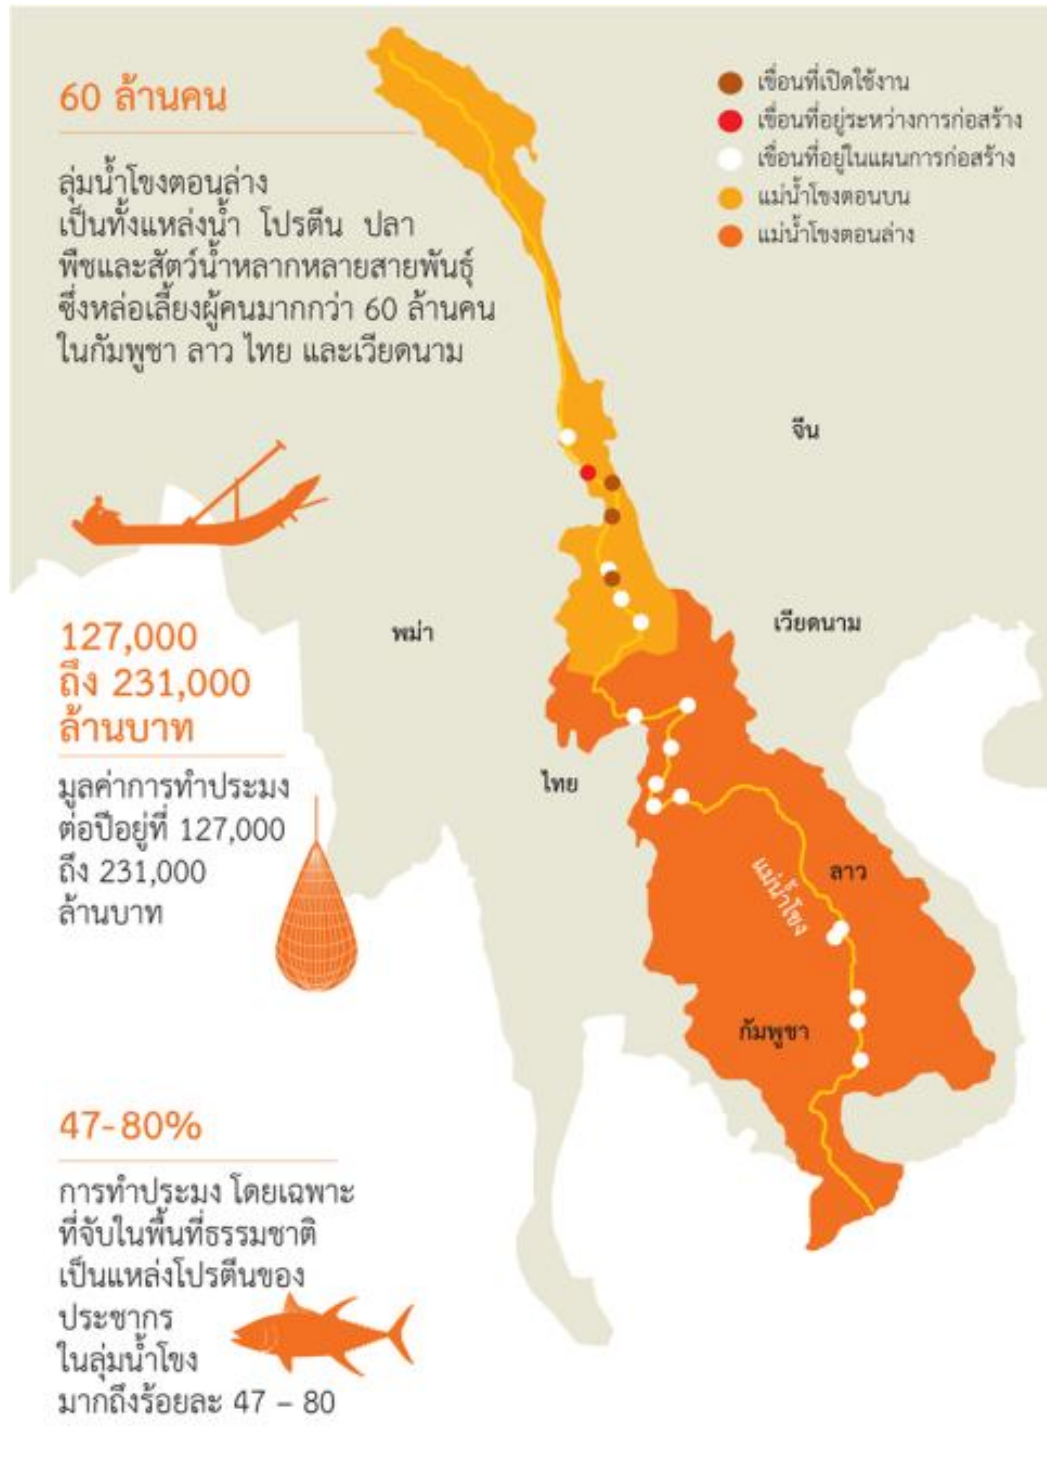 60 ล้านคน
ลุ่มน้ำโขงตอนล่าง
เป็นทั้งแหล่งน้ำ โปรตีน ปลา
พืชและสัตว์น้ำหลากหลายสายพันธุ์
ซึ่งหล่อเลี้ยงผู้คนมากกว่า 60 ล้านคน
ในกัมพูชา ลาว ไทย และเวียดนาม
เขื่อนที่เปิดใช้งาน
เขื่อนที่อยู่ระหว่างการก่อสร้าง
เขื่อนที่อยู่ในแผนการก่อสร้าง
แม่น้ำโขงตอนบน
แม่น้ำโขงตอนล่าง
จีน
พม่า
เวียดนาม
ไทย
ลาว
แม่น้ำโขง
กัมพูชา
127,000
ถึง 231,000
ล้านบาท
มูลค่าการทำประมง
ต่อปีอยู่ที่ 127,000
ถึง 231,000
ล้านบาท
47-80%
การทำประมง โดยเฉพาะ
ที่จับในพื้นที่ธรรมชาติ
เป็นแหล่งโปรตีนของ
ประชากร
ในลุ่มน้ำโขง
มากถึงร้อยละ 47 – 80